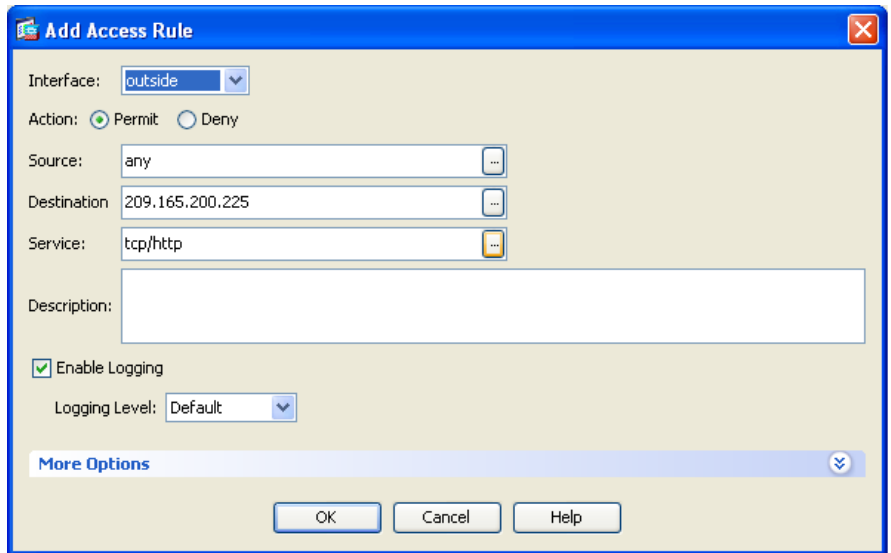 Add Access Rule
Interface: outside
Action: Permit Deny
Source: any ...
Destination 209.165.200.225 ...
Service: tcp/http ...
Description:
Enable Logging
Logging Level: Default
More Options
OK Cancel Help